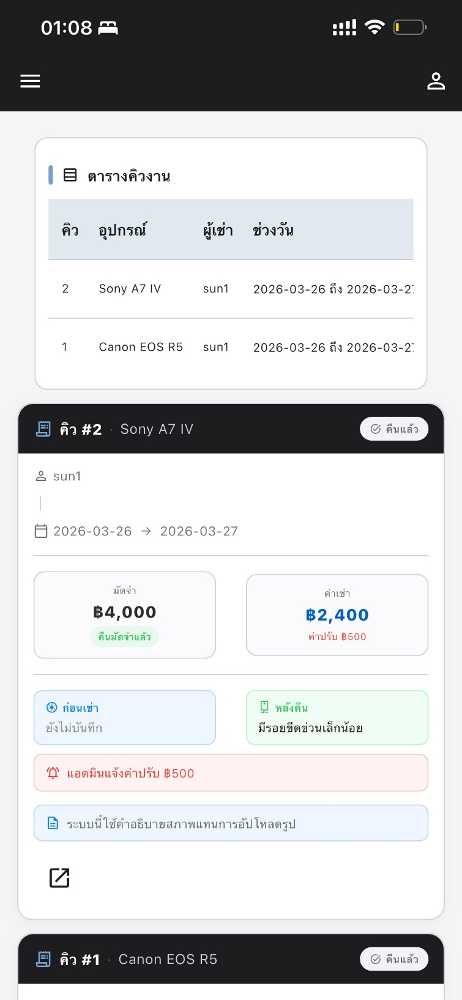 01:08
ตารางคิวงาน
คิว อุปกรณ์ ผู้เช่า ช่วงวัน
2 Sony A7 IV sun1 2026-03-26 ถึง 2026-03-27
1 Canon EOS R5 sun1 2026-03-26 ถึง 2026-03-27
คิว #2 · Sony A7 IV คืนแล้ว
sun1
2026-03-26 → 2026-03-27
มัดจำ
฿4,000
คืนมัดจำแล้ว
ค่าเช่า
฿2,400
ค่าปรับ ฿500
ก่อนเช่า
ยังไม่บันทึก
หลังคืน
มีรอยขีดข่วนเล็กน้อย
แอดมินแจ้งค่าปรับ ฿500
ระบบนี้ใช้คำอธิบายสภาพแทนการอัปโหลดรูป
คิว #1 · Canon EOS R5 คืนแล้ว